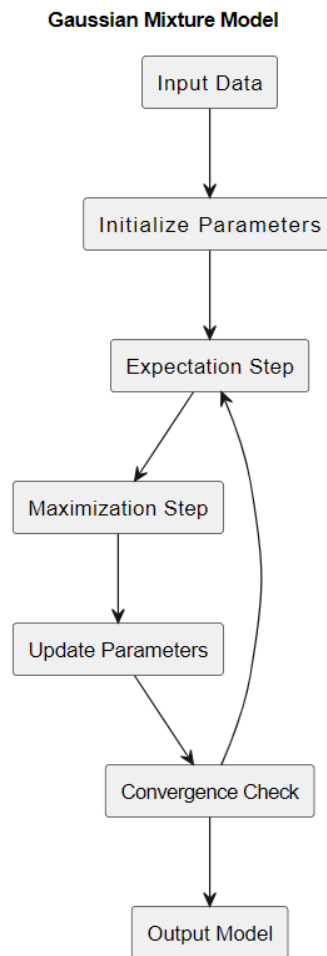 Gaussian Mixture Model
Input Data
Initialize Parameters
Expectation Step
Maximization Step
Update Parameters
Convergence Check
Output Model